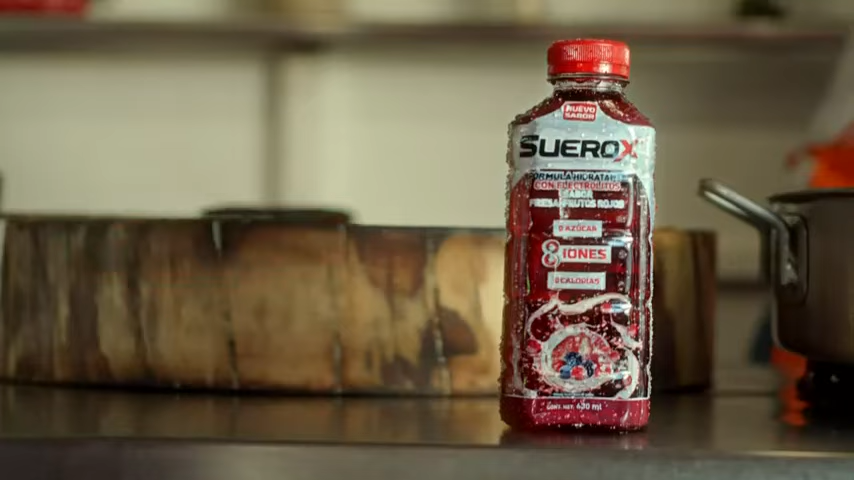 NUEVO
SABOR
SUEROX
FÓRMULA HIDRATANTE
CON ELECTROLITOS
SABOR
FRESA-FRUTOS ROJOS
0 AZÚCAR
8 IONES
0 CALORÍAS
CONT. NET. 630 ml